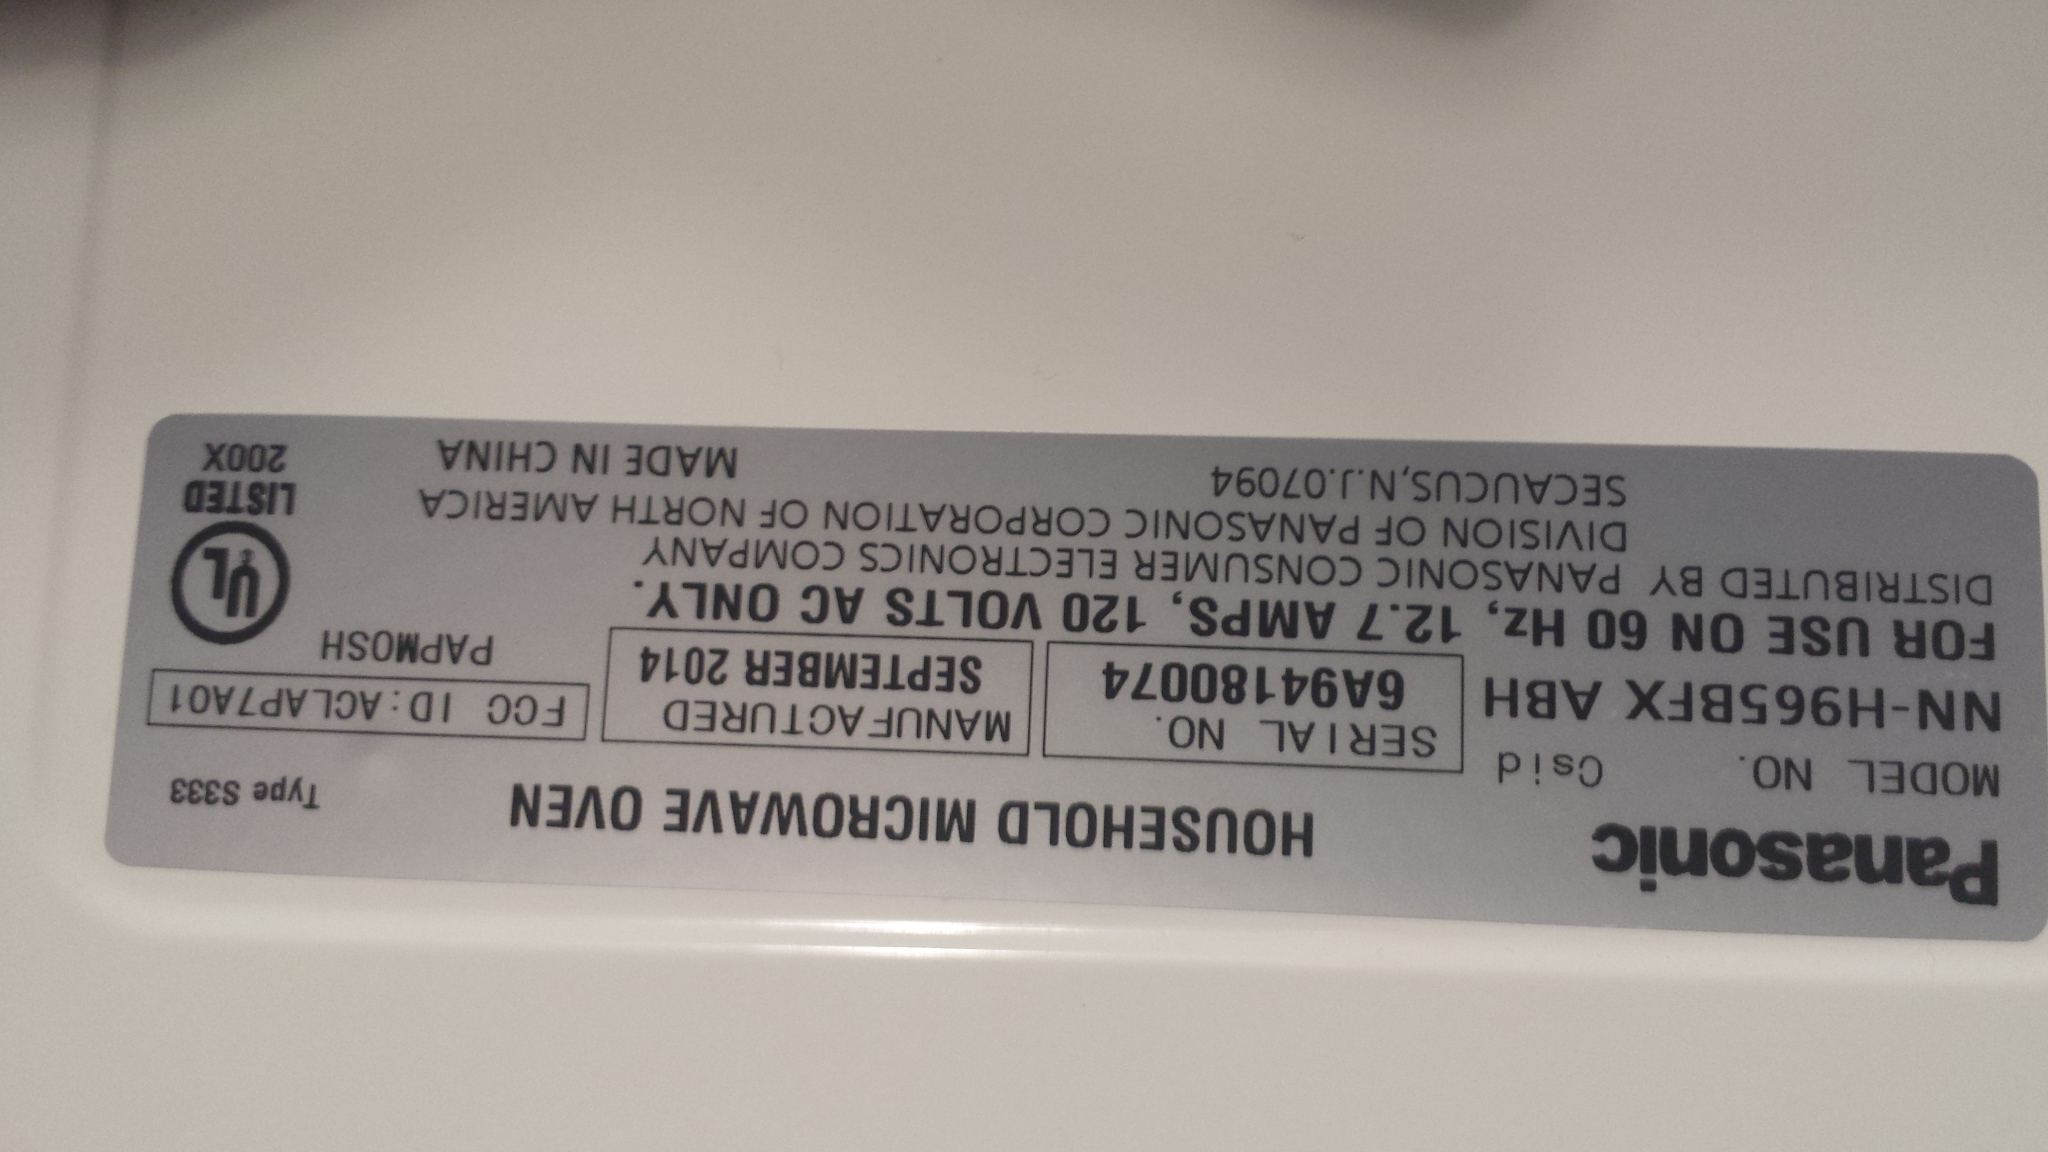 Panasonic HOUSEHOLD MICROWAVE OVEN Type S333
MODEL NO. Csid
NN-H965BFX ABH
SERIAL NO.
6A94180074
MANUFACTURED
SEPTEMBER 2014
FCC ID:ACLAP7A01
PAPMOSH
FOR USE ON 60 Hz, 12.7 AMPS, 120 VOLTS AC ONLY.
DISTRIBUTED BY PANASONIC CONSUMER ELECTRONICS COMPANY
DIVISION OF PANASONIC CORPORATION OF NORTH AMERICA
SECAUCUS,N.J.07094 MADE IN CHINA
UL
LISTED
200X